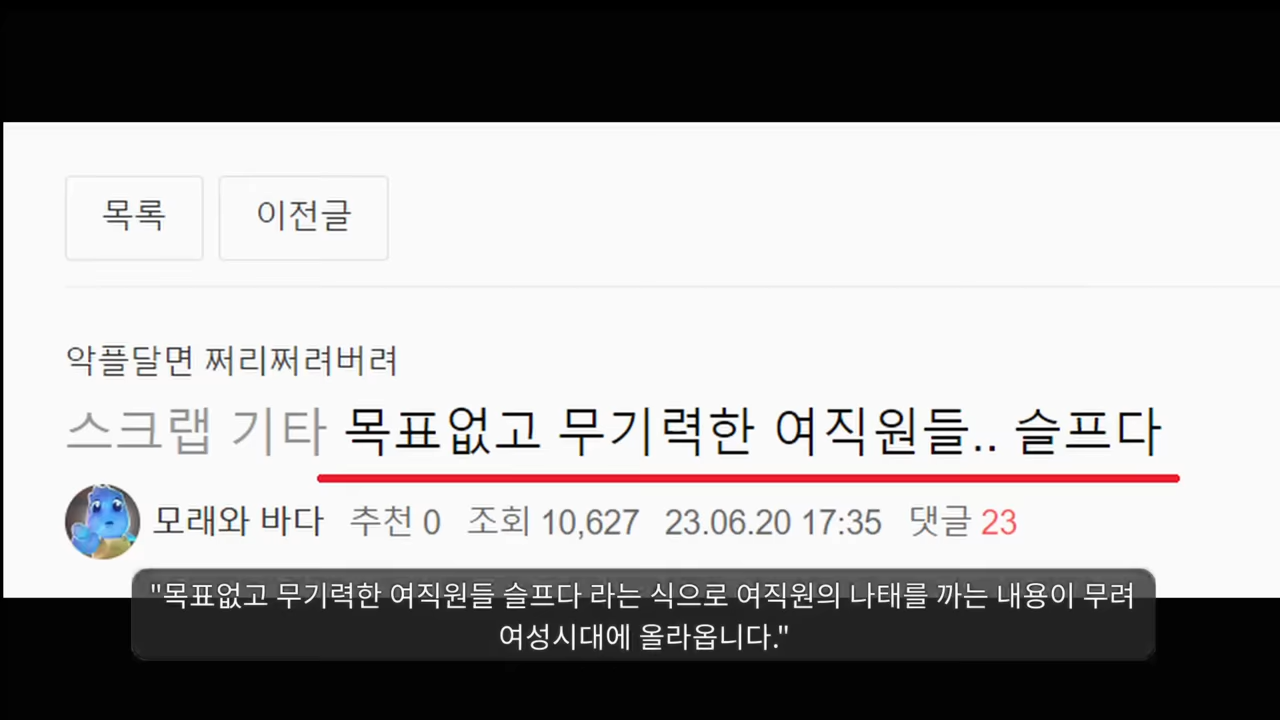 목록 이전글
악플달면 쩌리쩌려버려
스크랩 기타 목표없고 무기력한 여직원들.. 슬프다
모래와 바다 추천 0 조회 10,627 23.06.20 17:35 댓글 23
"목표없고 무기력한 여직원들 슬프다 라는 식으로 여직원의 나태를 까는 내용이 무려
여성시대에 올라옵니다."